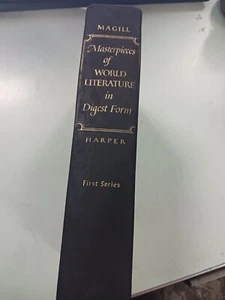 MAGILL
Masterpieces
of
WORLD
LITERATURE
in
Digest Form
HARPER
First Series